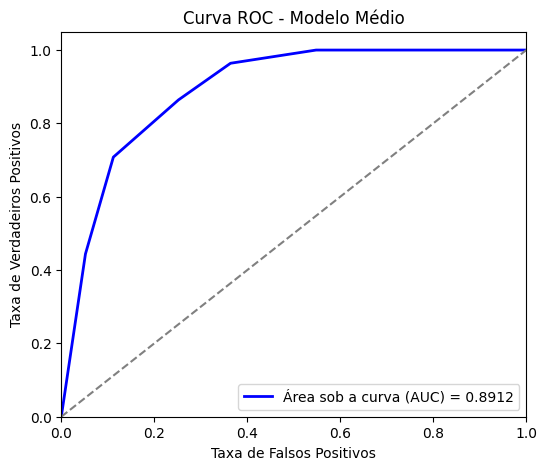 Curva ROC - Modelo Médio
Taxa de Verdadeiros Positivos
1.0
0.8
0.6
0.4
0.2
0.0
0.0 0.2 0.4 0.6 0.8 1.0
Área sob a curva (AUC) = 0.8912
Taxa de Falsos Positivos